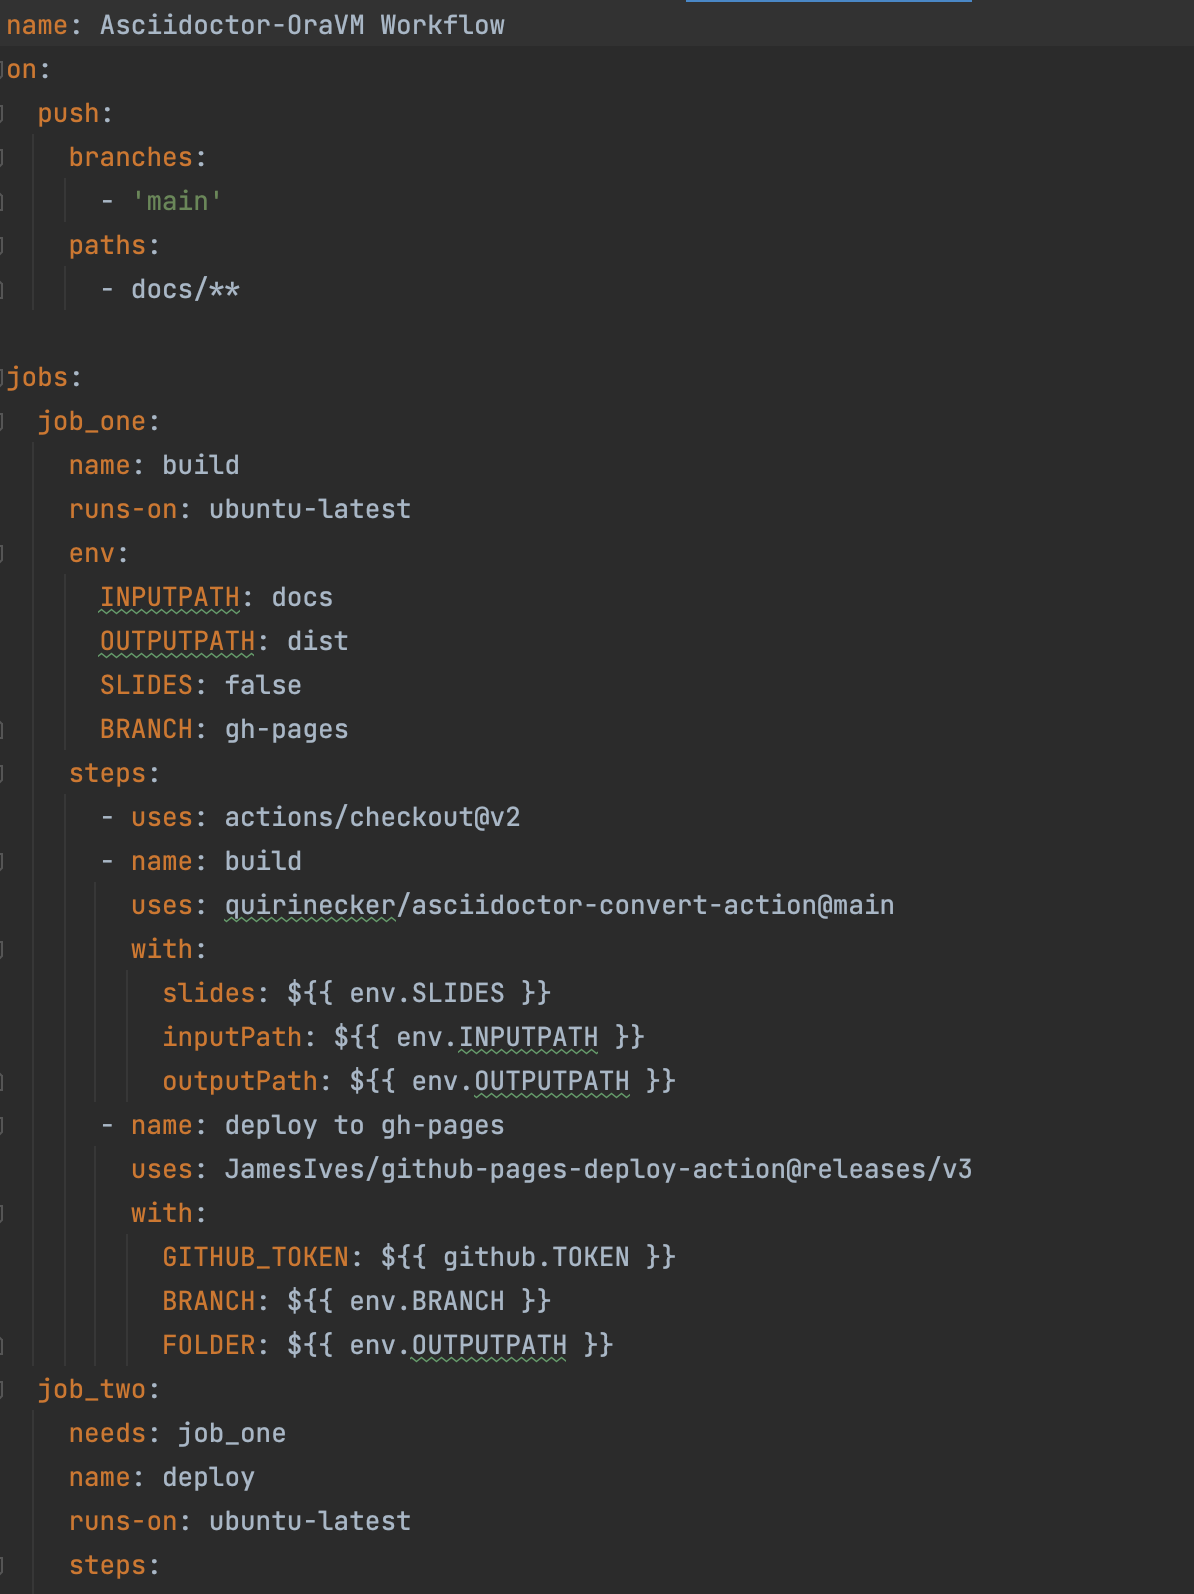 name: Asciidoctor-OraVM Workflow
on:
  push:
    branches:
      - 'main'
    paths:
      - docs/**

jobs:
  job_one:
    name: build
    runs-on: ubuntu-latest
    env:
      INPUTPATH: docs
      OUTPUTPATH: dist
      SLIDES: false
      BRANCH: gh-pages
    steps:
      - uses: actions/checkout@v2
      - name: build
        uses: quirinecker/asciidoctor-convert-action@main
        with:
          slides: ${{ env.SLIDES }}
          inputPath: ${{ env.INPUTPATH }}
          outputPath: ${{ env.OUTPUTPATH }}
      - name: deploy to gh-pages
        uses: JamesIves/github-pages-deploy-action@releases/v3
        with:
          GITHUB_TOKEN: ${{ github.TOKEN }}
          BRANCH: ${{ env.BRANCH }}
          FOLDER: ${{ env.OUTPUTPATH }}
  job_two:
    needs: job_one
    name: deploy
    runs-on: ubuntu-latest
    steps: